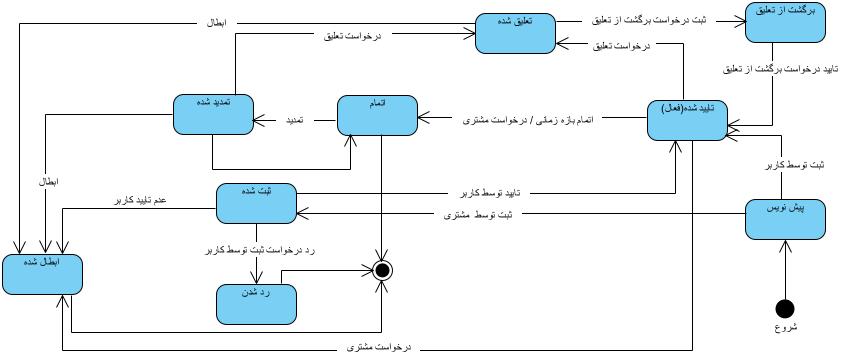 برگشت از تعلیق
ثبت درخواست برگشت از تعلیق
تعلیق شده
ابطال
درخواست تعلیق
درخواست تعلیق
تایید درخواست برگشت از تعلیق
تایید شده(فعال)
اتمام بازه زمانی / درخواست مشتری
اتمام
تمدید
تمدید شده
ثبت توسط کاربر
ابطال
تایید توسط کاربر
ثبت شده
عدم تایید کاربر
پیش نویس
ثبت توسط مشتری
رد درخواست ثبت توسط کاربر
ابطال شده
رد شدن
شروع
درخواست مشتری